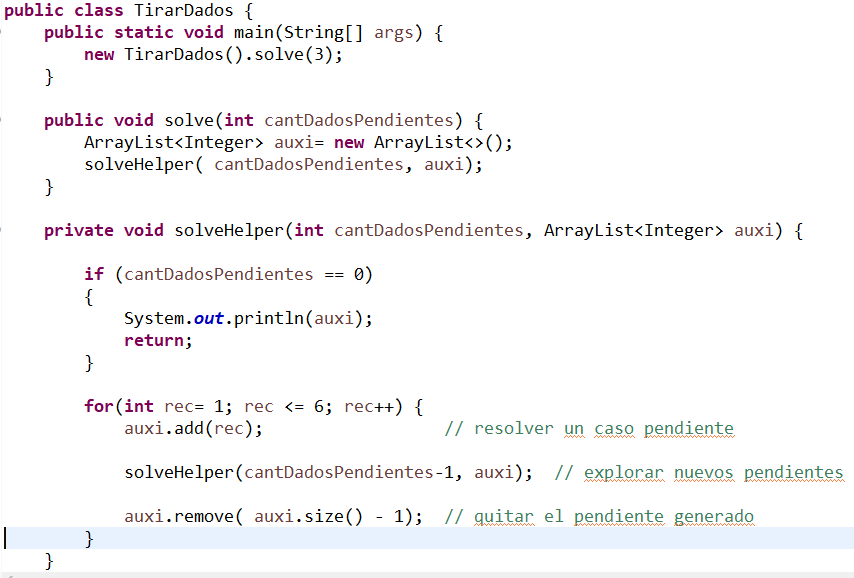 public class TirarDados {
public static void main(String[] args) {
new TirarDados().solve(3);
}
public void solve(int cantDadosPendientes) {
ArrayList<Integer> auxi= new ArrayList<>();
solveHelper( cantDadosPendientes, auxi);
}
private void solveHelper(int cantDadosPendientes, ArrayList<Integer> auxi) {
if (cantDadosPendientes == 0)
{
System.out.println(auxi);
return;
}
for(int rec= 1; rec <= 6; rec++) {
auxi.add(rec); // resolver un caso pendiente
solveHelper(cantDadosPendientes-1, auxi); // explorar nuevos pendientes
auxi.remove( auxi.size() - 1); // quitar el pendiente generado
}
}